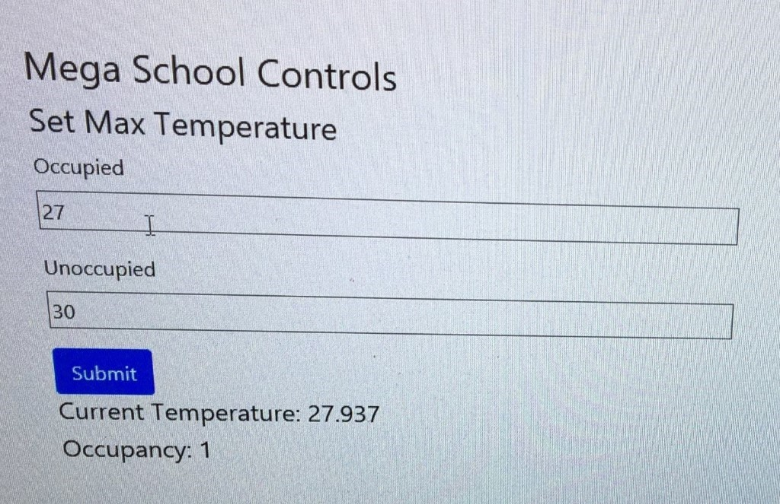 Mega School Controls
Set Max Temperature
Occupied
27
Unoccupied
30
Submit
Current Temperature: 27.937
Occupancy: 1